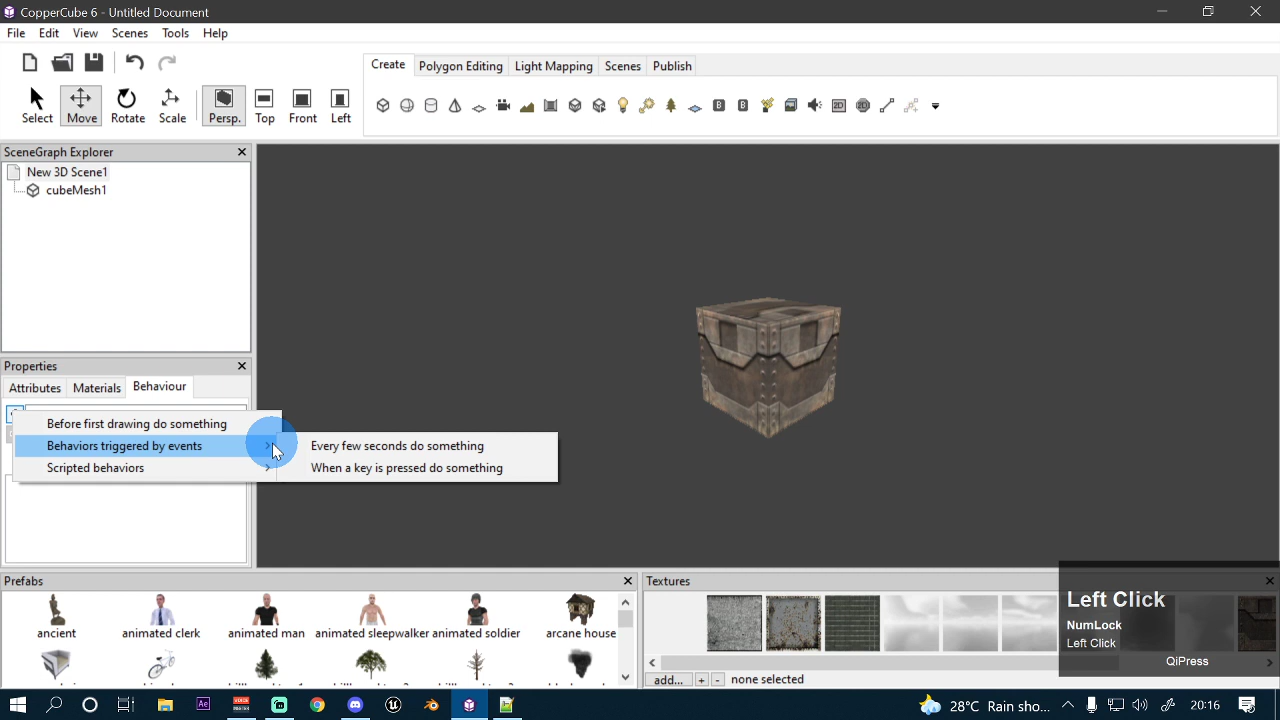 CopperCube 6 - Untitled Document
File Edit View Scenes Tools Help
Create Polygon Editing Light Mapping Scenes Publish
Select Move Rotate Scale Persp. Top Front Left
SceneGraph Explorer
New 3D Scene1
cubeMesh1
Properties
Attributes Materials Behaviour
Before first drawing do something
Behaviors triggered by events
Scripted behaviors
Every few seconds do something
When a key is pressed do something
Prefabs
ancient animated clerk animated man animated sleepwalker animated soldier arcane house
Textures
add... + - none selected
Left Click
NumLock
Left Click
QiPress
28°C Rain sho... 20:16